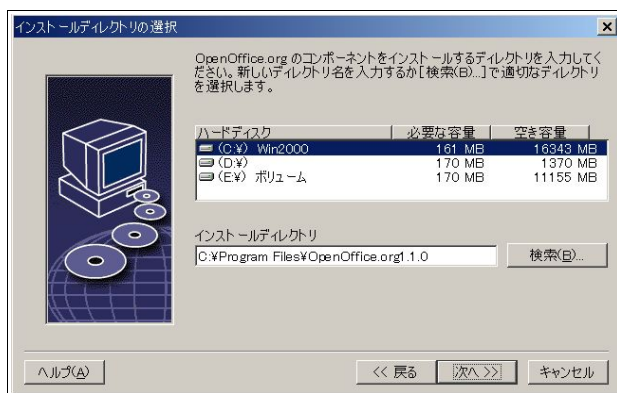 インストールディレクトリの選択
OpenOffice.org のコンポーネントをインストールするディレクトリを入力してく
ださい。新しいディレクトリ名を入力するか[検索(B)...]で適切なディレクトリ
を選択します。
ハードディスク 必要な容量 空き容量
(C:¥) Win2000 161 MB 16343 MB
(D:¥) 170 MB 1370 MB
(E:¥) ボリューム 170 MB 11155 MB
インストールディレクトリ
C:¥Program Files¥OpenOffice.org1.1.0 検索(B)...
ヘルプ(A) << 戻る 次へ >> キャンセル